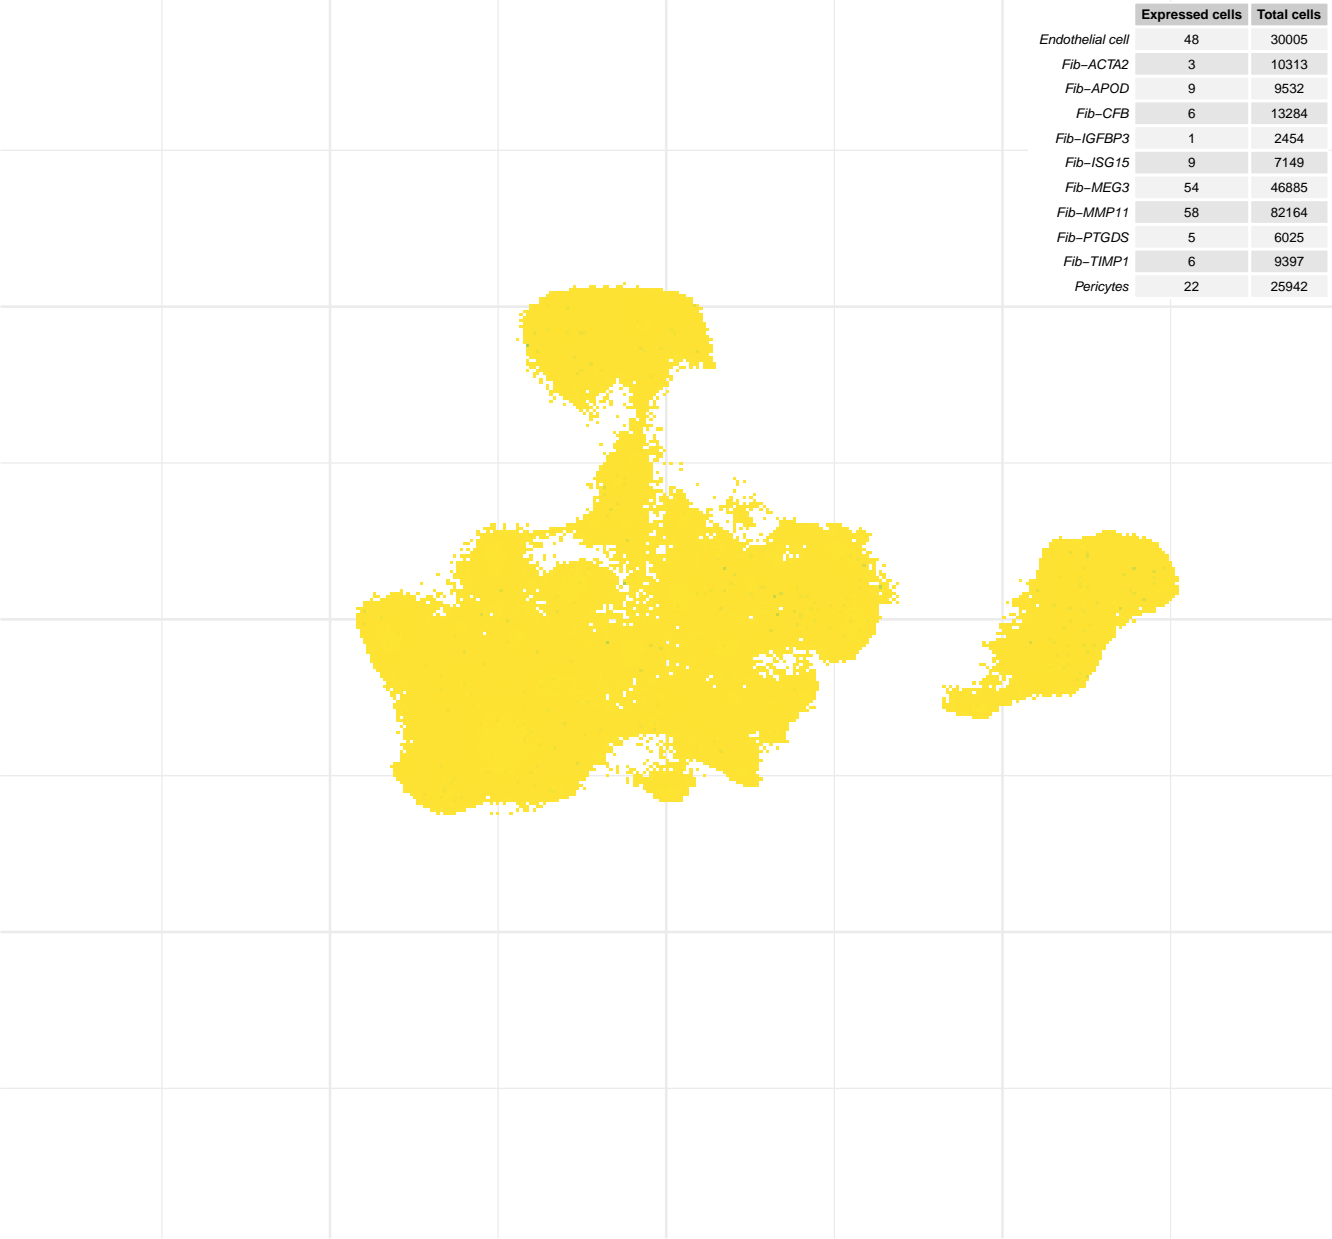 Expressed cells Total cells
Endothelial cell 48 30005
Fib−ACTA2 3 10313
Fib−APOD 9 9532
Fib−CFB 6 13284
Fib−IGFBP3 1 2454
Fib−ISG15 9 7149
Fib−MEG3 54 46885
Fib−MMP11 58 82164
Fib−PTGDS 5 6025
Fib−TIMP1 6 9397
Pericytes 22 25942